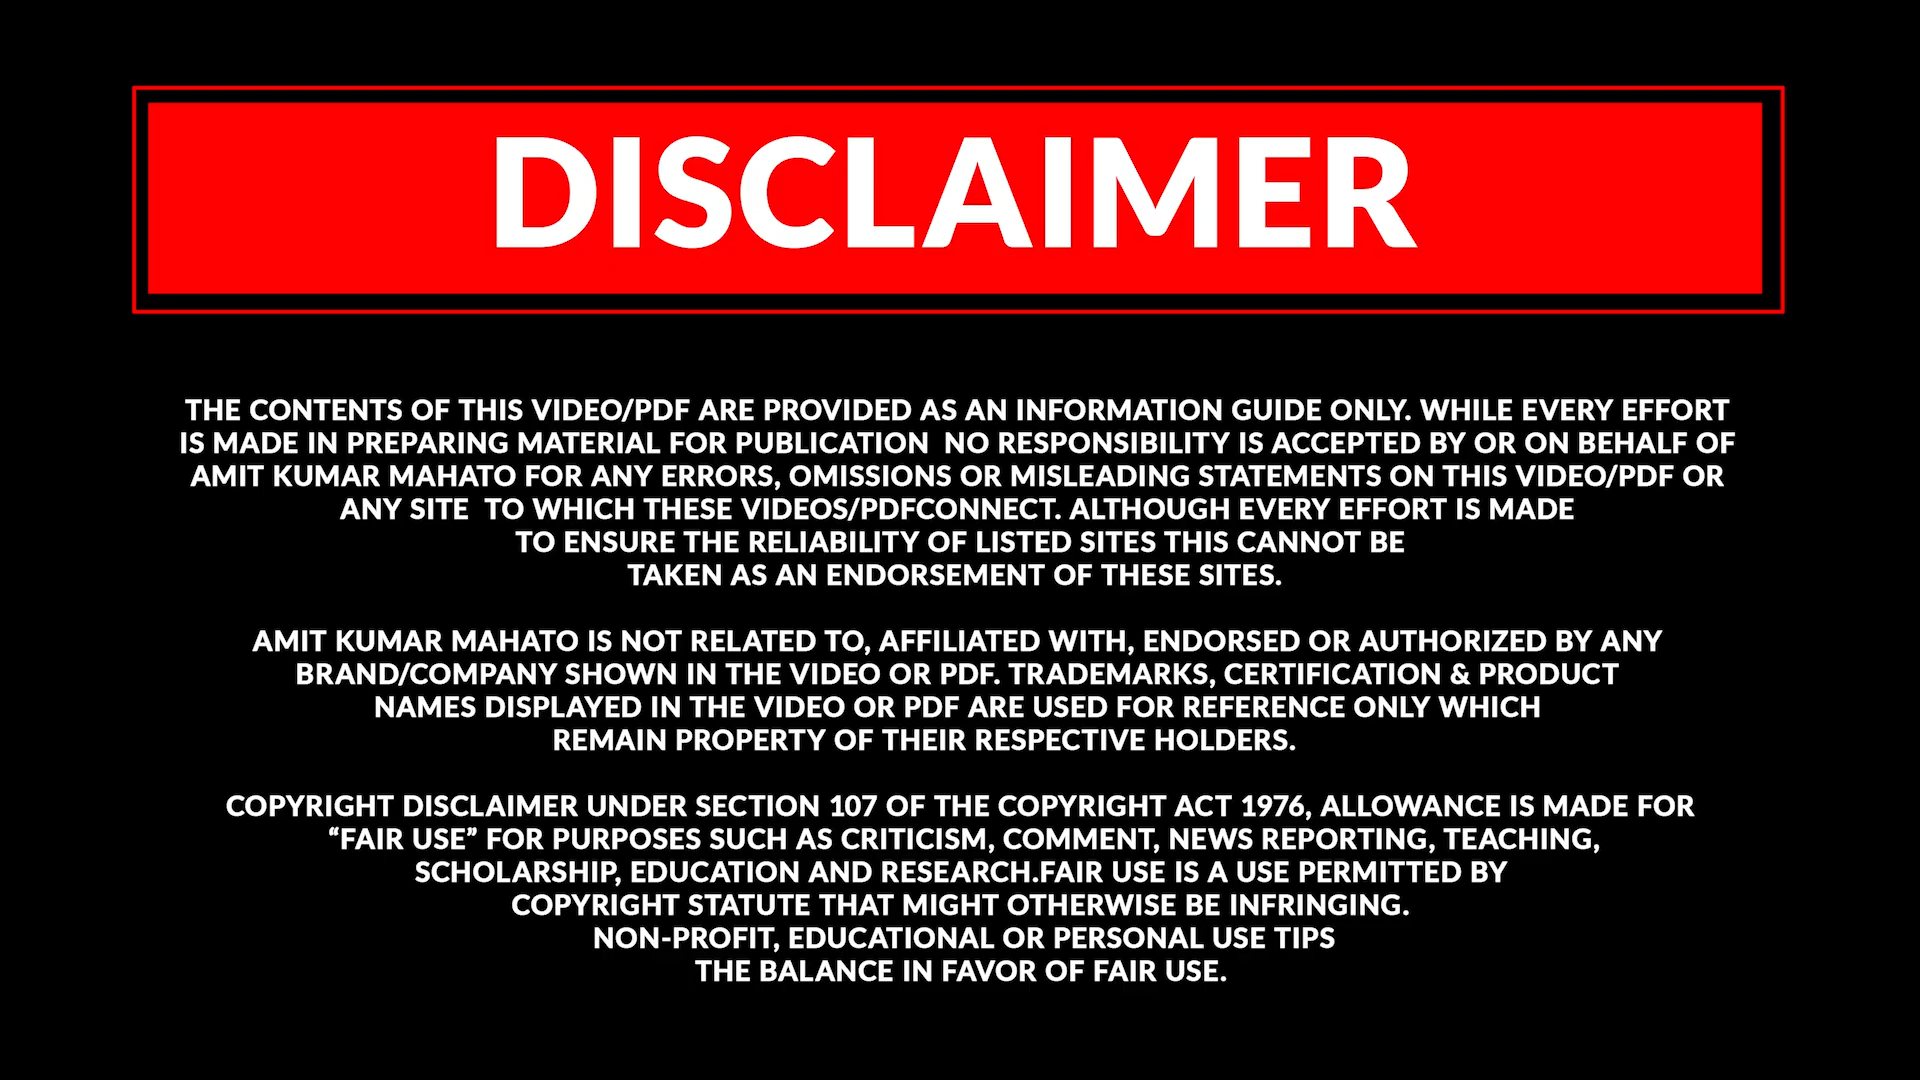 DISCLAIMER
THE CONTENTS OF THIS VIDEO/PDF ARE PROVIDED AS AN INFORMATION GUIDE ONLY. WHILE EVERY EFFORT
IS MADE IN PREPARING MATERIAL FOR PUBLICATION  NO RESPONSIBILITY IS ACCEPTED BY OR ON BEHALF OF
AMIT KUMAR MAHATO FOR ANY ERRORS, OMISSIONS OR MISLEADING STATEMENTS ON THIS VIDEO/PDF OR
ANY SITE  TO WHICH THESE VIDEOS/PDFCONNECT. ALTHOUGH EVERY EFFORT IS MADE
TO ENSURE THE RELIABILITY OF LISTED SITES THIS CANNOT BE
TAKEN AS AN ENDORSEMENT OF THESE SITES.
AMIT KUMAR MAHATO IS NOT RELATED TO, AFFILIATED WITH, ENDORSED OR AUTHORIZED BY ANY
BRAND/COMPANY SHOWN IN THE VIDEO OR PDF. TRADEMARKS, CERTIFICATION & PRODUCT
NAMES DISPLAYED IN THE VIDEO OR PDF ARE USED FOR REFERENCE ONLY WHICH
REMAIN PROPERTY OF THEIR RESPECTIVE HOLDERS.
COPYRIGHT DISCLAIMER UNDER SECTION 107 OF THE COPYRIGHT ACT 1976, ALLOWANCE IS MADE FOR
“FAIR USE” FOR PURPOSES SUCH AS CRITICISM, COMMENT, NEWS REPORTING, TEACHING,
SCHOLARSHIP, EDUCATION AND RESEARCH.FAIR USE IS A USE PERMITTED BY
COPYRIGHT STATUTE THAT MIGHT OTHERWISE BE INFRINGING.
NON-PROFIT, EDUCATIONAL OR PERSONAL USE TIPS
THE BALANCE IN FAVOR OF FAIR USE.